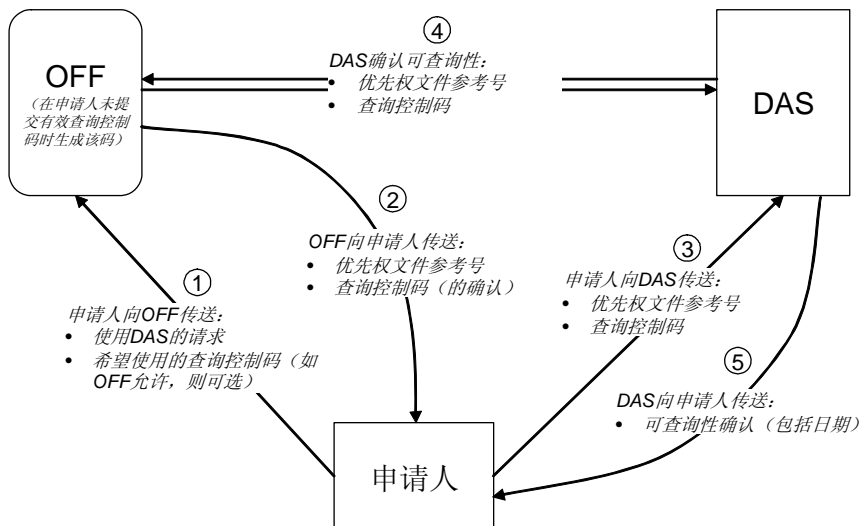 OFF
（在申请人未提
交有效查询控制
码时生成该码）
④
DAS确认可查询性：
• 优先权文件参考号
• 查询控制码
DAS
②
OFF向申请人传送：
• 优先权文件参考号
• 查询控制码（的确认）
③
申请人向DAS传送：
• 优先权文件参考号
• 查询控制码
①
申请人向OFF传送：
• 使用DAS的请求
• 希望使用的查询控制码（如
OFF允许，则可选）
⑤
DAS向申请人传送：
• 可查询性确认（包括日期）
申请人